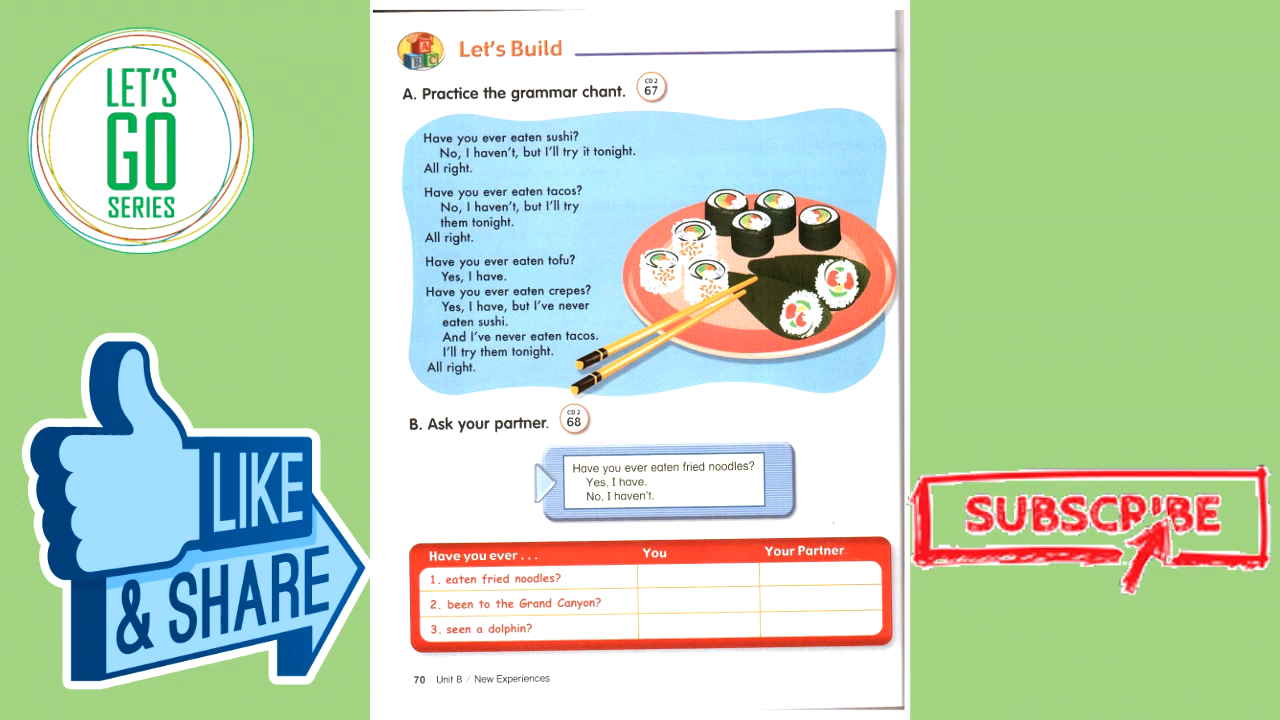 LET'S
GO
SERIES
LIKE
& SHARE
Let's Build
A. Practice the grammar chant.
CD 2
67
Have you ever eaten sushi?
No, I haven't, but I'll try it tonight.
All right.
Have you ever eaten tacos?
No, I haven't, but I'll try
them tonight.
All right.
Have you ever eaten tofu?
Yes, I have.
Have you ever eaten crepes?
Yes, I have, but I've never
eaten sushi.
And I've never eaten tacos.
I'll try them tonight.
All right.
B. Ask your partner.
CD 2
68
Have you ever eaten fried noodles?
Yes, I have.
No, I haven't.
Have you ever . . . You Your Partner
1. eaten fried noodles?
2. been to the Grand Canyon?
3. seen a dolphin?
70 Unit 8 / New Experiences
SUBSCRIBE
A
B C